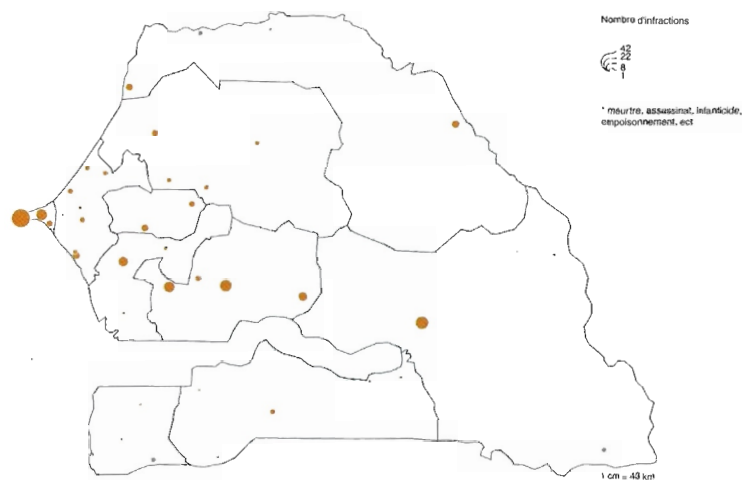 Nombre d'infractions
42
22
8
1
* meurtre, assassinat, infanticide,
empoisonnement, ect
1 cm = 43 km